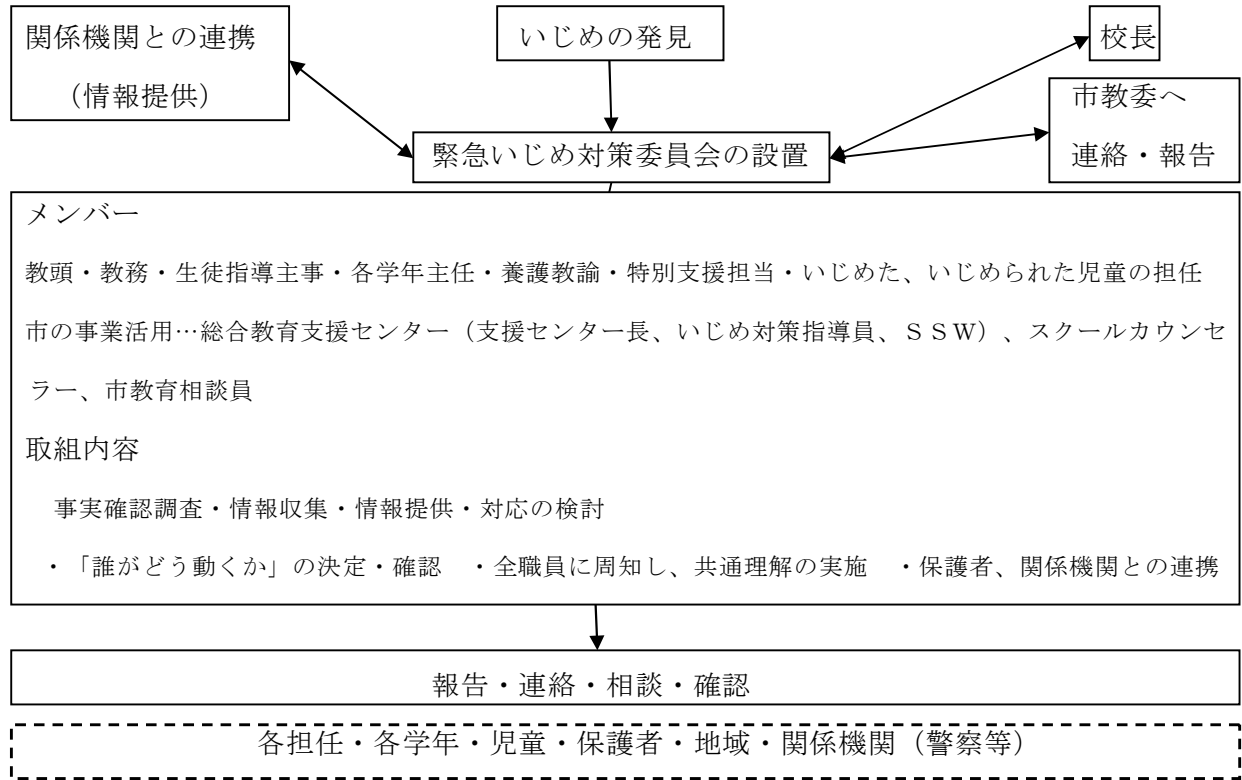 関係機関との連携
（情報提供）
いじめの発見
校長
市教委へ
連絡・報告
緊急いじめ対策委員会の設置
メンバー
教頭・教務・生徒指導主事・各学年主任・養護教諭・特別支援担当・いじめた、いじめられた児童の担任
市の事業活用…総合教育支援センター（支援センター長、いじめ対策指導員、ＳＳＷ）、スクールカウンセ
ラー、市教育相談員
取組内容
事実確認調査・情報収集・情報提供・対応の検討
・「誰がどう動くか」の決定・確認　・全職員に周知し、共通理解の実施　・保護者、関係機関との連携
報告・連絡・相談・確認
各担任・各学年・児童・保護者・地域・関係機関（警察等）